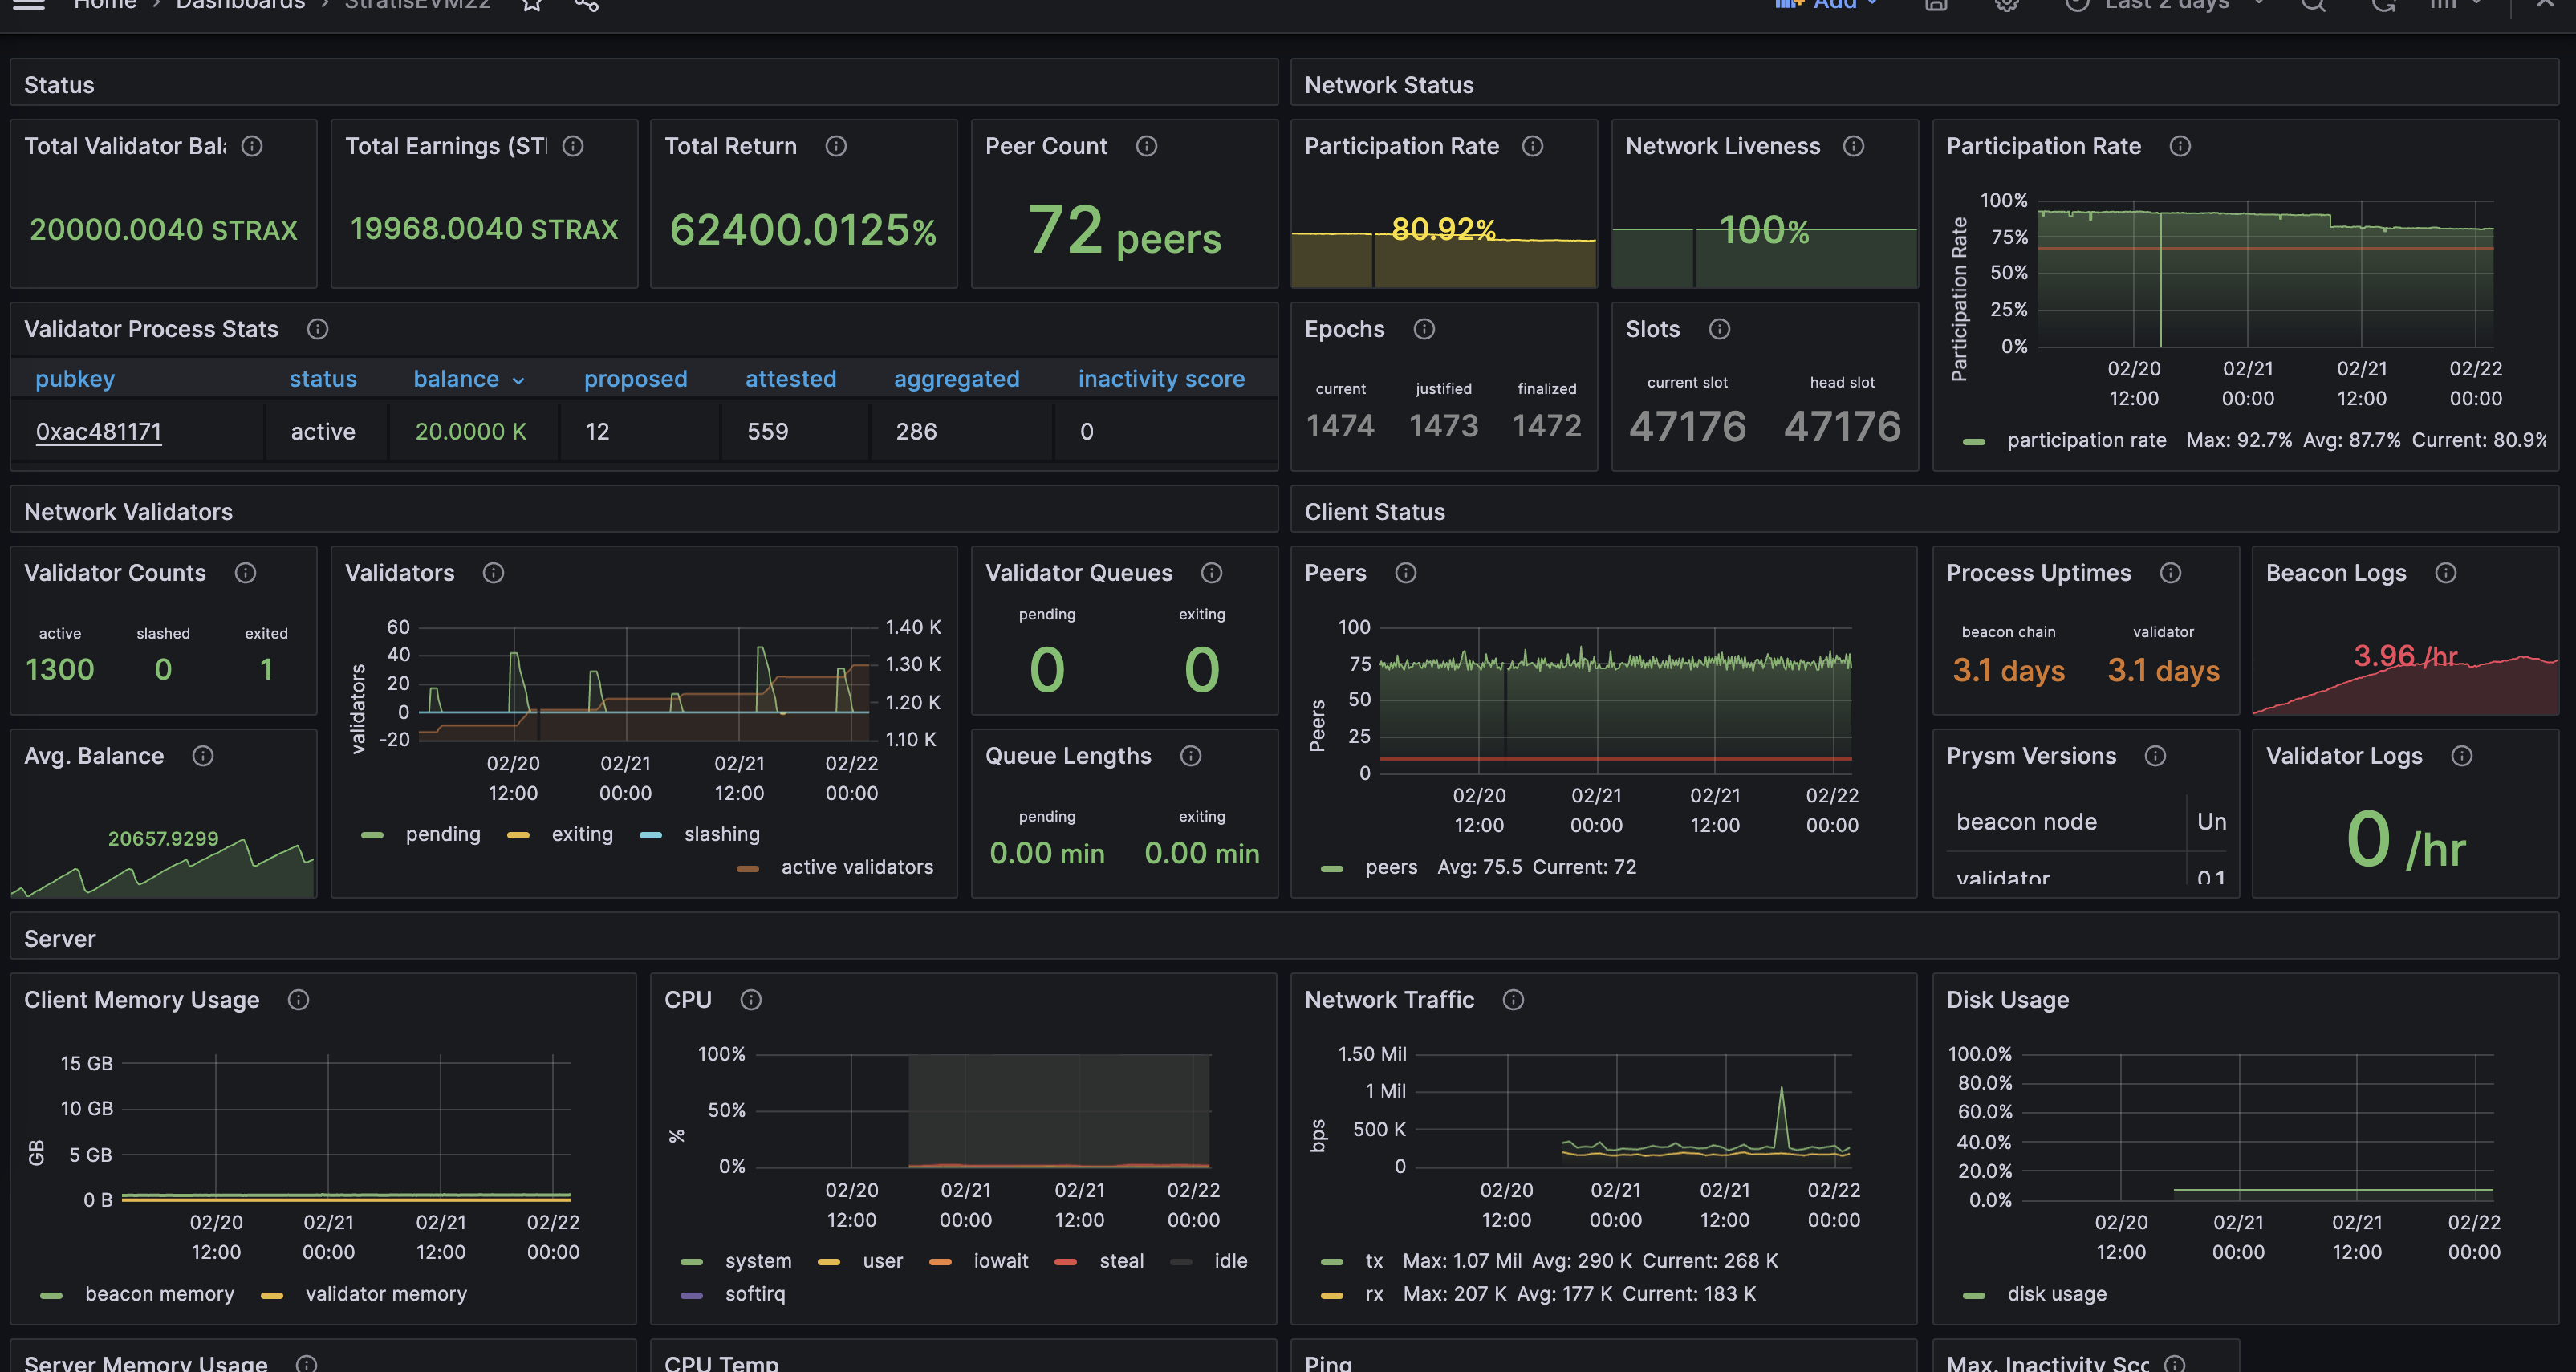 Home > Dashboards > StratisEVM22
Add
Last 2 days
1m
Status
Network Status
Total Validator Bala
Total Earnings (ST
Total Return
Peer Count
Participation Rate
Network Liveness
Participation Rate
20000.0040 STRAX
19968.0040 STRAX
62400.0125%
72 peers
80.92%
100%
Participation Rate
100%
75%
50%
25%
0%
02/20 12:00
02/21 00:00
02/21 12:00
02/22 00:00
participation rate Max: 92.7% Avg: 87.7% Current: 80.9%
Validator Process Stats
pubkey status balance proposed attested aggregated inactivity score
0xac481171 active 20.0000 K 12 559 286 0
Epochs
current justified finalized
1474 1473 1472
Slots
current slot head slot
47176 47176
Network Validators
Client Status
Validator Counts
active slashed exited
1300 0 1
Validators
validators
60
40
20
0
-20
1.40 K
1.30 K
1.20 K
1.10 K
02/20 12:00
02/21 00:00
02/21 12:00
02/22 00:00
pending exiting slashing
active validators
Validator Queues
pending exiting
0 0
Peers
Peers
100
75
50
25
0
02/20 12:00
02/21 00:00
02/21 12:00
02/22 00:00
peers Avg: 75.5 Current: 72
Process Uptimes
beacon chain validator
3.1 days 3.1 days
Beacon Logs
3.96 /hr
Avg. Balance
20657.9299
Queue Lengths
pending exiting
0.00 min 0.00 min
Prysm Versions
beacon node Un
validator 0.1
Validator Logs
0 /hr
Server
Client Memory Usage
GB
15 GB
10 GB
5 GB
0 B
02/20 12:00
02/21 00:00
02/21 12:00
02/22 00:00
beacon memory validator memory
CPU
%
100%
50%
0%
02/20 12:00
02/21 00:00
02/21 12:00
02/22 00:00
system user iowait steal idle
softirq
Network Traffic
bps
1.50 Mil
1 Mil
500 K
0
02/20 12:00
02/21 00:00
02/21 12:00
02/22 00:00
tx Max: 1.07 Mil Avg: 290 K Current: 268 K
rx Max: 207 K Avg: 177 K Current: 183 K
Disk Usage
100.0%
80.0%
60.0%
40.0%
20.0%
0.0%
02/20 12:00
02/21 00:00
02/21 12:00
02/22 00:00
disk usage
Server Memory Usage
CPU Temp
Ping
Max. Inactivity Sco